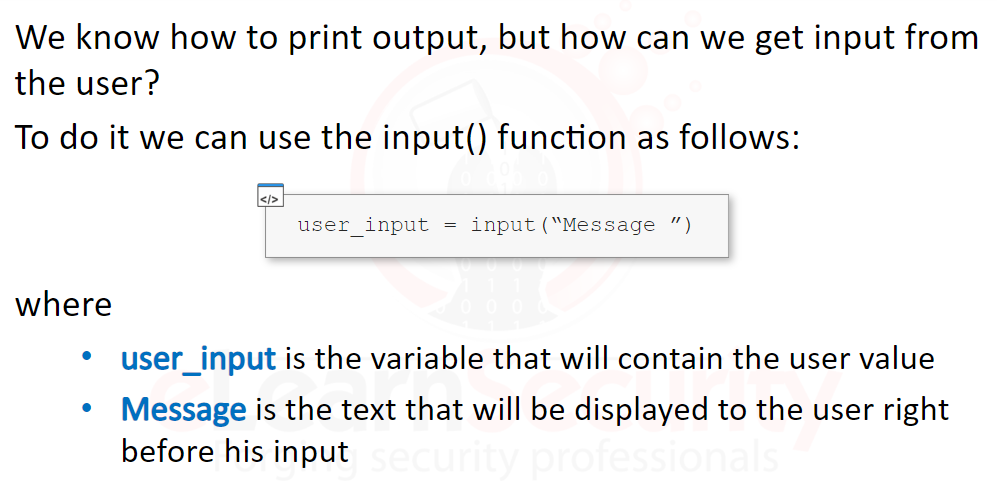 We know how to print output, but how can we get input from
the user?
To do it we can use the input() function as follows:
</>
user_input = input(“Message ”)
where
• user_input is the variable that will contain the user value
• Message is the text that will be displayed to the user right
before his input
eLearnSecurity
Forging security professionals